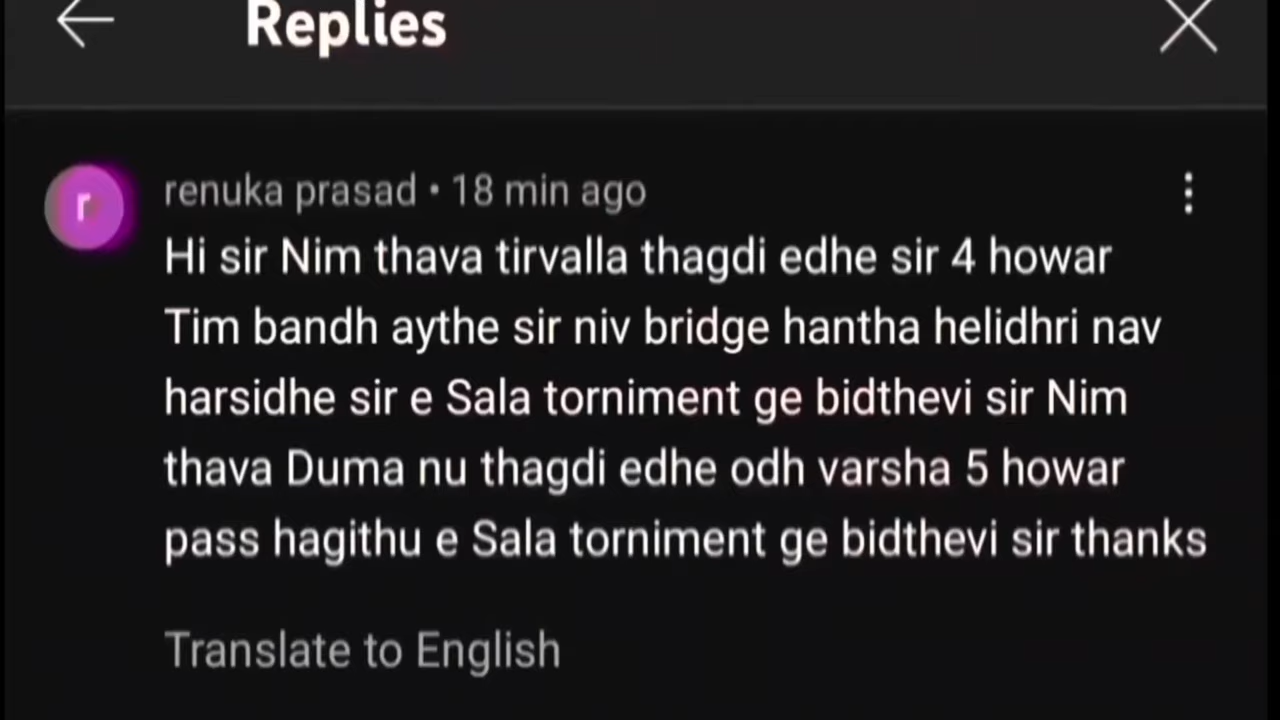 Replies
r
renuka prasad • 18 min ago
Hi sir Nim thava tirvalla thagdi edhe sir 4 howar
Tim bandh aythe sir niv bridge hantha helidhri nav
harsidhe sir e Sala torniment ge bidthevi sir Nim
thava Duma nu thagdi edhe odh varsha 5 howar
pass hagithu e Sala torniment ge bidthevi sir thanks
Translate to English